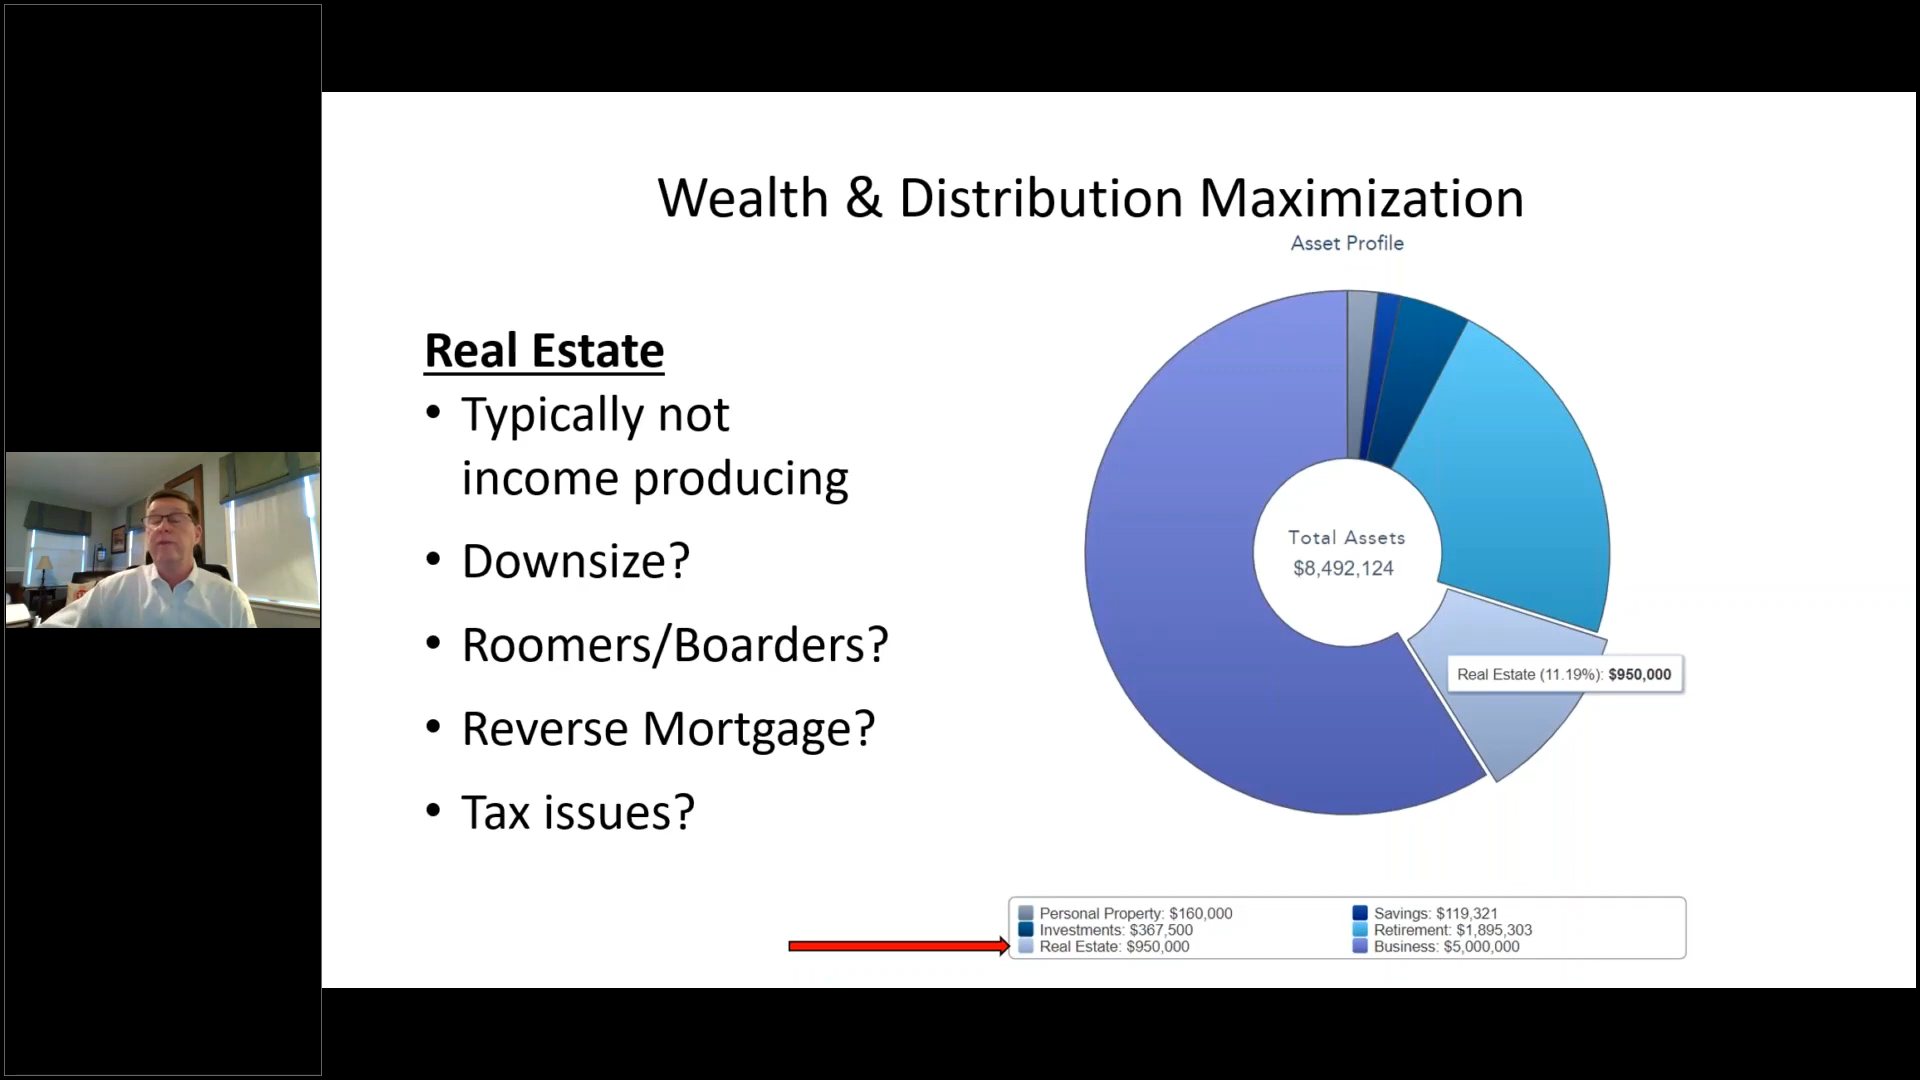 Wealth & Distribution Maximization
Asset Profile
Real Estate
• Typically not
income producing
• Downsize?
• Roomers/Boarders?
• Reverse Mortgage?
• Tax issues?
Total Assets
$8,492,124
Real Estate (11.19%): $950,000
Personal Property: $160,000
Savings: $119,321
Investments: $367,500
Retirement: $1,895,303
Real Estate: $950,000
Business: $5,000,000